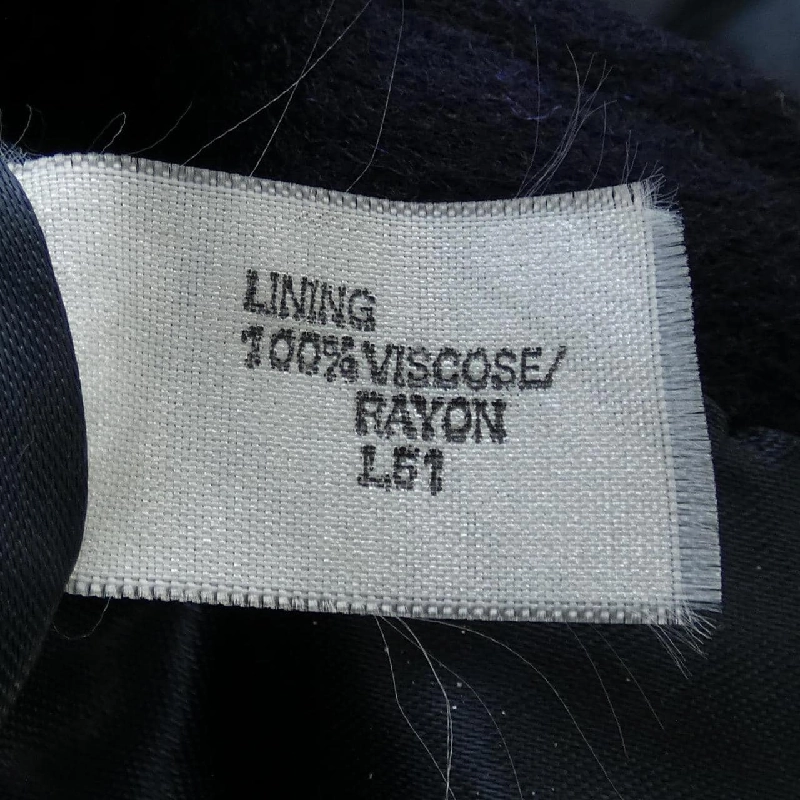 LINING
100% VISCOSE/
RAYON
L51